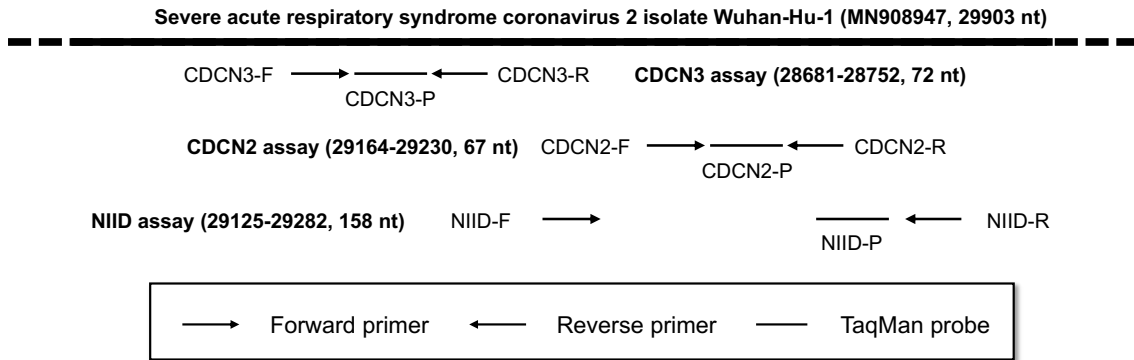 Severe acute respiratory syndrome coronavirus 2 isolate Wuhan-Hu-1 (MN908947, 29903 nt)
CDCN3-F CDCN3-R CDCN3 assay (28681-28752, 72 nt)
CDCN3-P
CDCN2 assay (29164-29230, 67 nt) CDCN2-F CDCN2-R
CDCN2-P
NIID assay (29125-29282, 158 nt) NIID-F NIID-R
NIID-P
Forward primer Reverse primer TaqMan probe